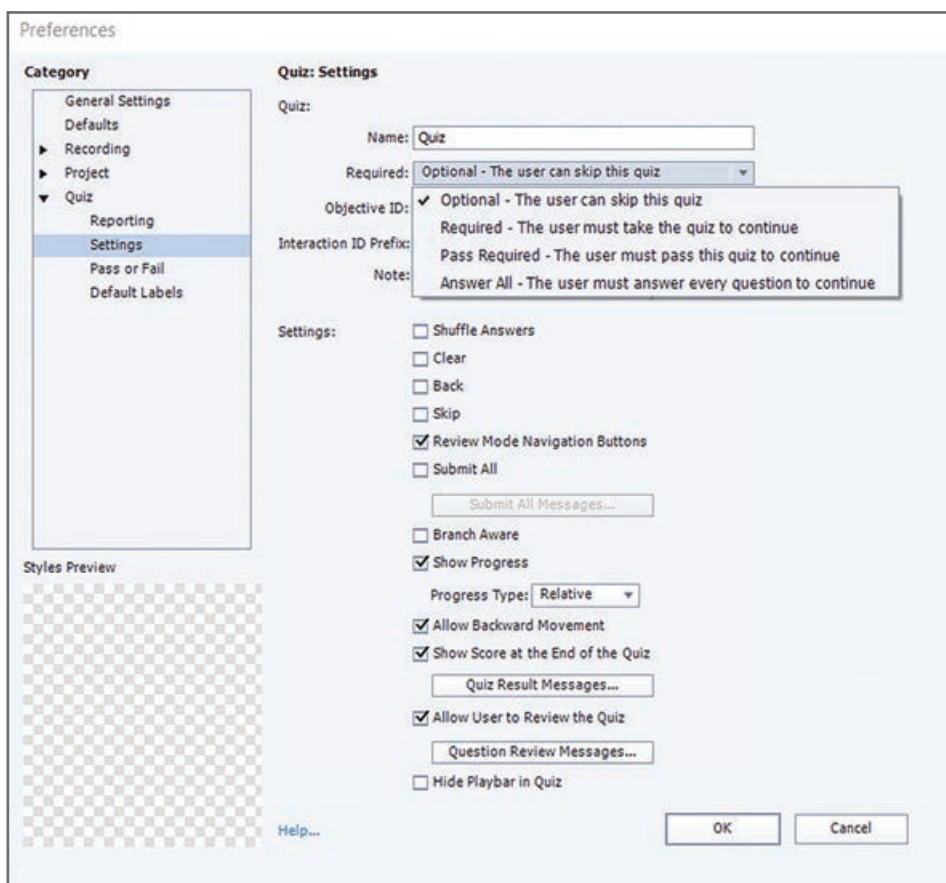 Preferences
Category
General Settings
Defaults
Recording
Project
Quiz
Reporting
Settings
Pass or Fail
Default Labels
Styles Preview
Quiz: Settings
Quiz:
Name: Quiz
Required: Optional - The user can skip this quiz
Objective ID:
Interaction ID Prefix:
Note:
Optional - The user can skip this quiz
Required - The user must take the quiz to continue
Pass Required - The user must pass this quiz to continue
Answer All - The user must answer every question to continue
Settings:
Shuffle Answers
Clear
Back
Skip
Review Mode Navigation Buttons
Submit All
Submit All Messages...
Branch Aware
Show Progress
Progress Type: Relative
Allow Backward Movement
Show Score at the End of the Quiz
Quiz Result Messages...
Allow User to Review the Quiz
Question Review Messages...
Hide Playbar in Quiz
Help...
OK
Cancel